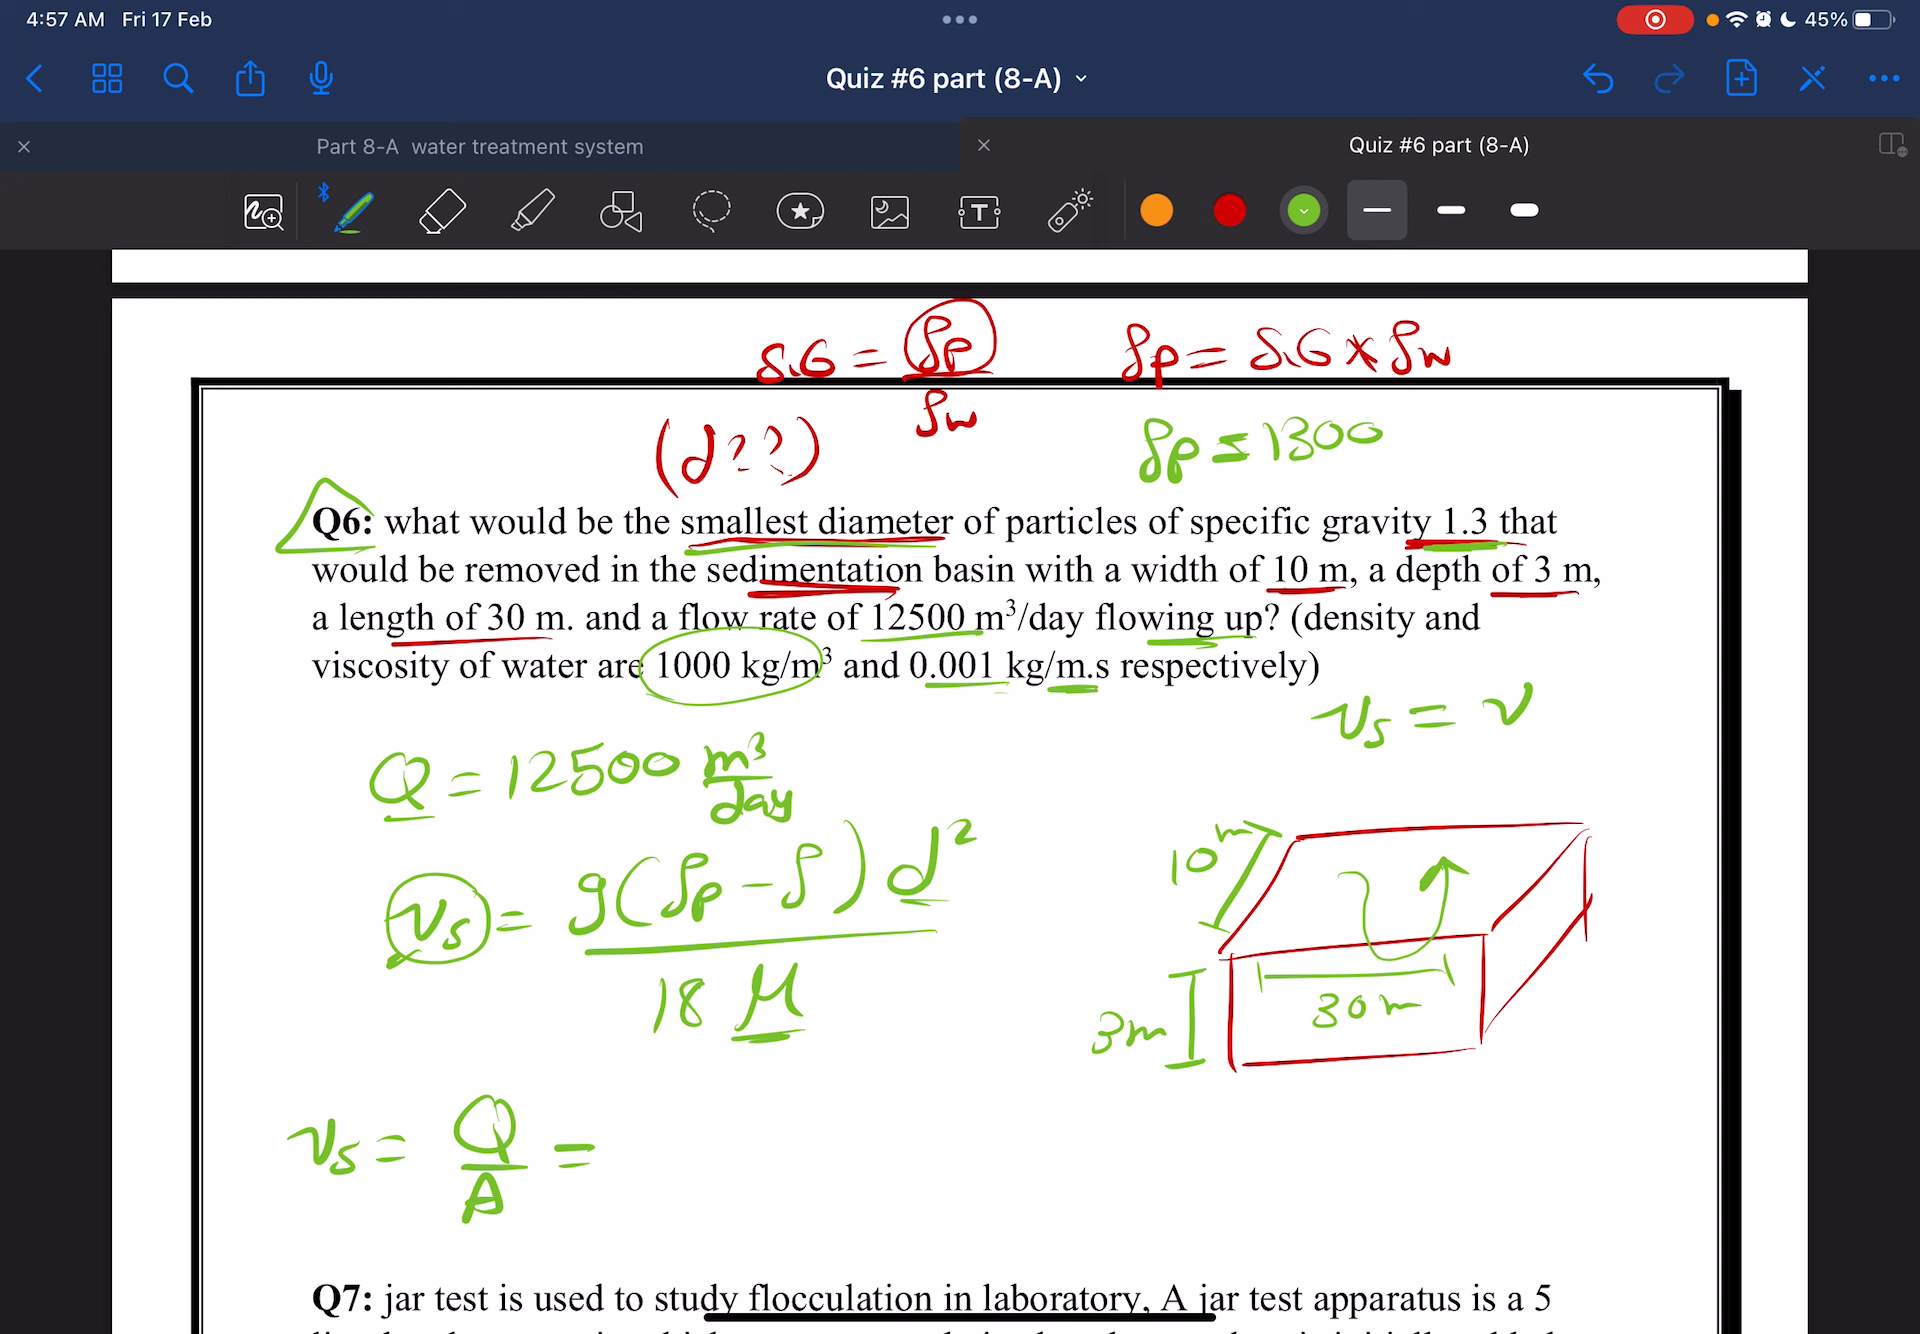 4:57 AM Fri 17 Feb
45%
Quiz #6 part (8-A)
Part 8-A water treatment system
Quiz #6 part (8-A)
T
S.G = ρp / ρw
ρp = S.G * ρw
(d??)
ρp = 1300
Q6: what would be the smallest diameter of particles of specific gravity 1.3 that
would be removed in the sedimentation basin with a width of 10 m, a depth of 3 m,
a length of 30 m. and a flow rate of 12500 m³/day flowing up? (density and
viscosity of water are 1000 kg/m³ and 0.001 kg/m.s respectively)
vs = v
Q = 12500 m³/day
10m
vs = g(ρp - ρ) d² / 18 μ
30m
3m
vs = Q/A =
Q7: jar test is used to study flocculation in laboratory, A jar test apparatus is a 5